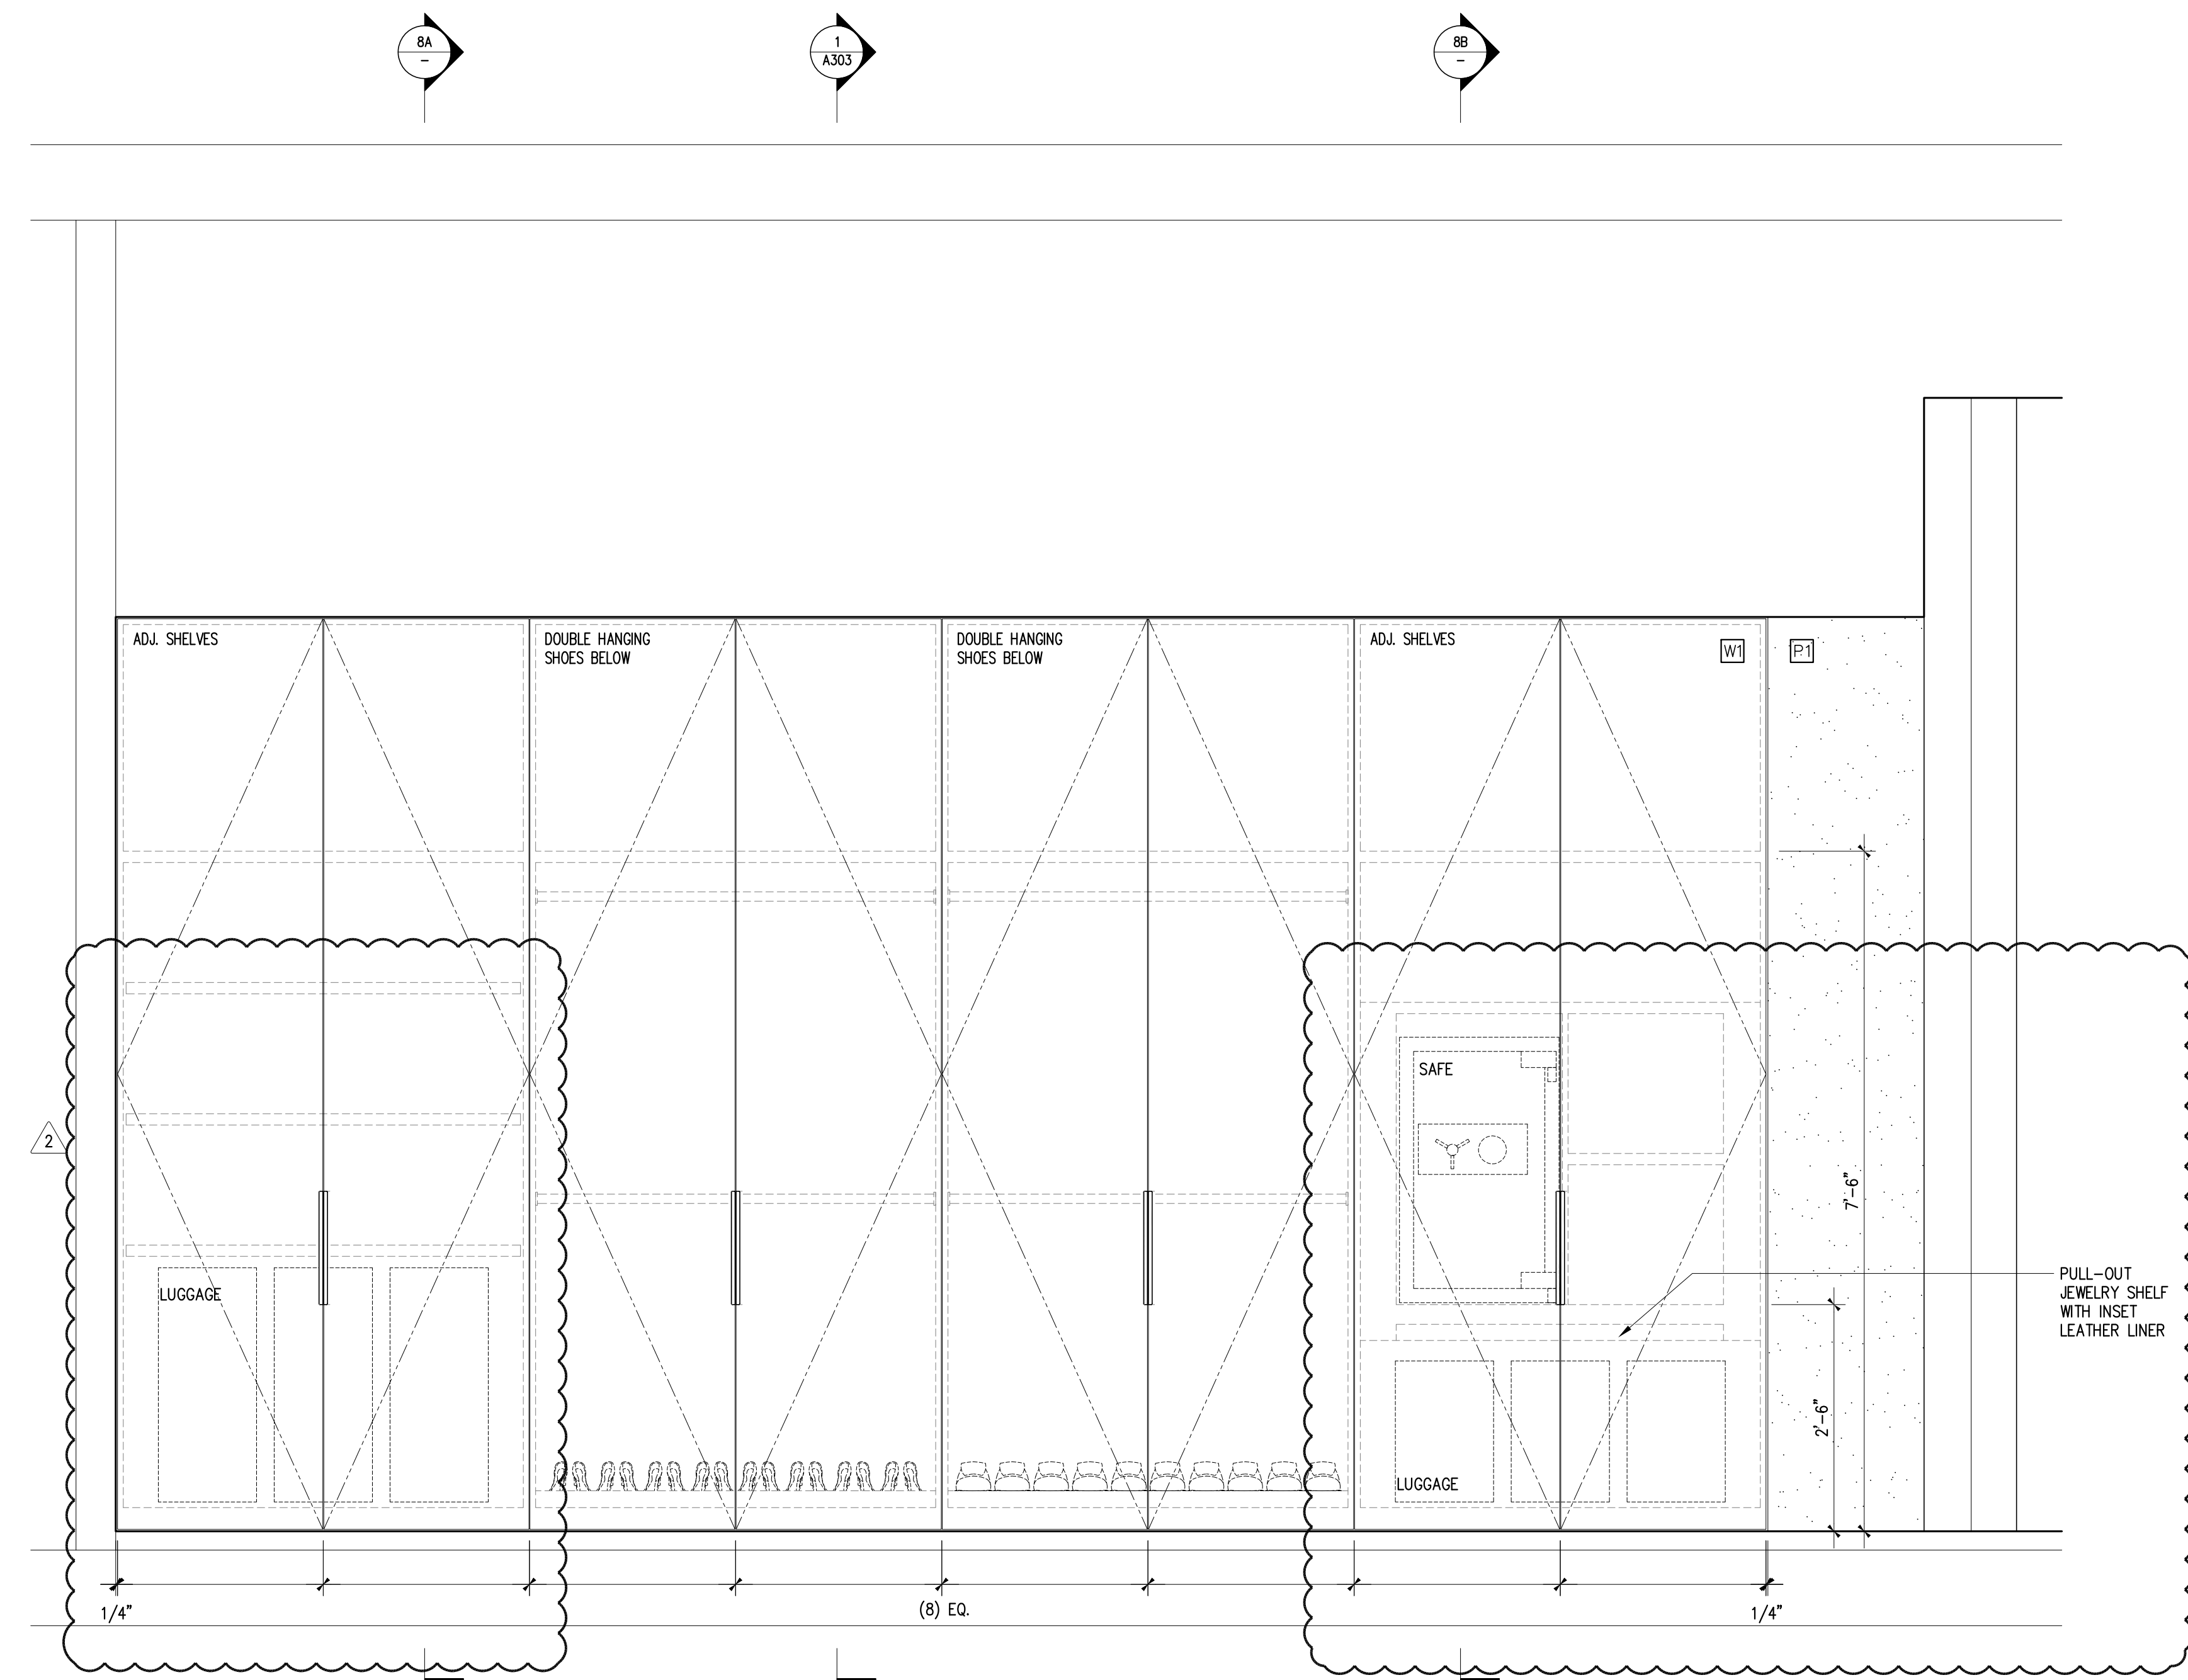 8A
–
1
A303
8B
–
ADJ. SHELVES
DOUBLE HANGING
SHOES BELOW
DOUBLE HANGING
SHOES BELOW
ADJ. SHELVES
W1
P.1
SAFE
2
7'-6"
LUGGAGE
PULL-OUT
JEWELRY SHELF
WITH INSET
LEATHER LINER
2'-6"
LUGGAGE
1/4"
(8) EQ.
1/4"